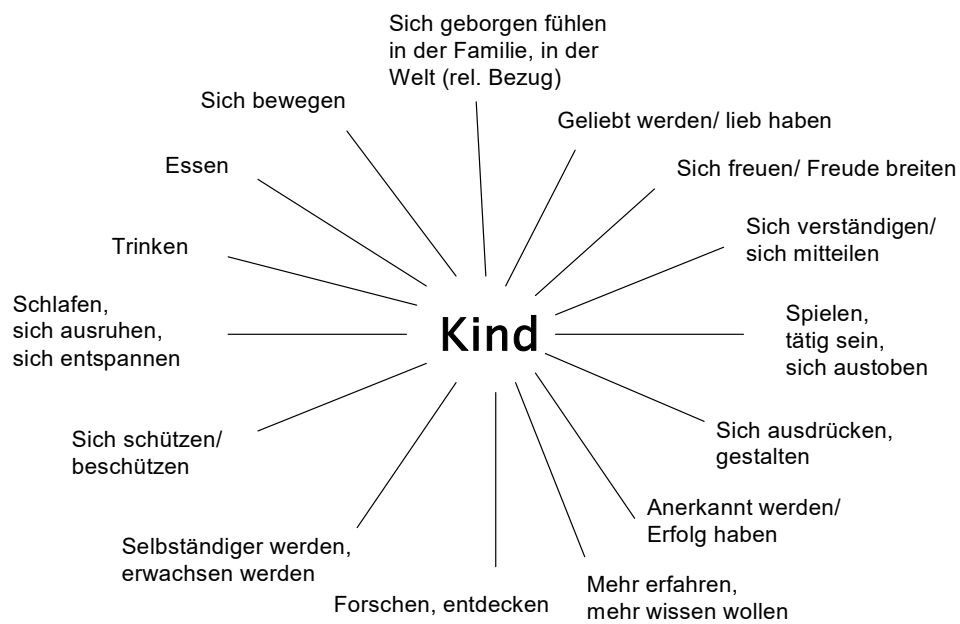 Sich geborgen fühlen
in der Familie, in der
Welt (rel. Bezug)
Sich bewegen
Geliebt werden/ lieb haben
Essen
Sich freuen/ Freude breiten
Trinken
Sich verständigen/
sich mitteilen
Schlafen,
sich ausruhen,
sich entspannen
Kind
Spielen,
tätig sein,
sich austoben
Sich schützen/
beschützen
Sich ausdrücken,
gestalten
Anerkannt werden/
Erfolg haben
Selbständiger werden,
erwachsen werden
Forschen, entdecken
Mehr erfahren,
mehr wissen wollen